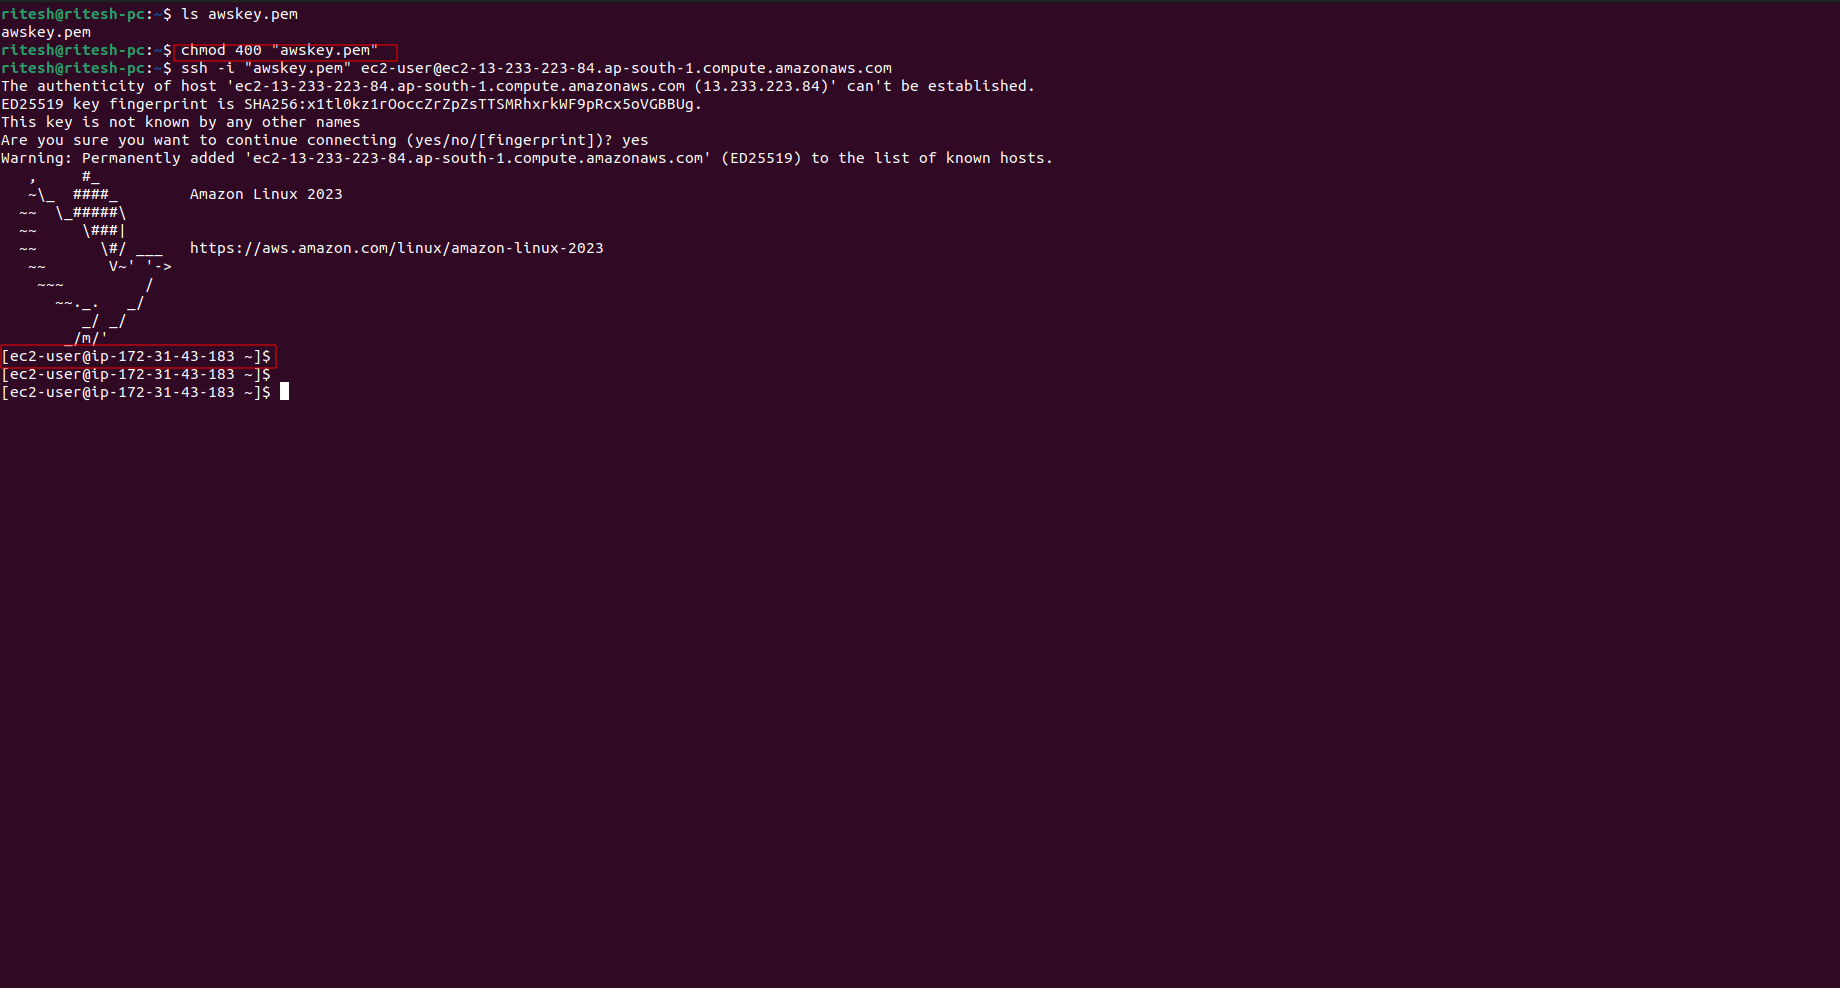 ritesh@ritesh-pc:~$ ls awskey.pem
awskey.pem
ritesh@ritesh-pc:~$ chmod 400 "awskey.pem"
ritesh@ritesh-pc:~$ ssh -i "awskey.pem" ec2-user@ec2-13-233-223-84.ap-south-1.compute.amazonaws.com
The authenticity of host 'ec2-13-233-223-84.ap-south-1.compute.amazonaws.com (13.233.223.84)' can't be established.
ED25519 key fingerprint is SHA256:x1tl0kz1rOoccZrZpZsTTSMRhxrkWF9pRcx5oVGBBUg.
This key is not known by any other names
Are you sure you want to continue connecting (yes/no/[fingerprint])? yes
Warning: Permanently added 'ec2-13-233-223-84.ap-south-1.compute.amazonaws.com' (ED25519) to the list of known hosts.
   ,     #_
   ~\_  ####_        Amazon Linux 2023
  ~~  \_#####\
  ~~     \###|
  ~~       \#/ ___   https://aws.amazon.com/linux/amazon-linux-2023
   ~~       V~' '->
    ~~~         /
      ~~._.   _/
         _/ _/
       _/m/'
[ec2-user@ip-172-31-43-183 ~]$
[ec2-user@ip-172-31-43-183 ~]$
[ec2-user@ip-172-31-43-183 ~]$